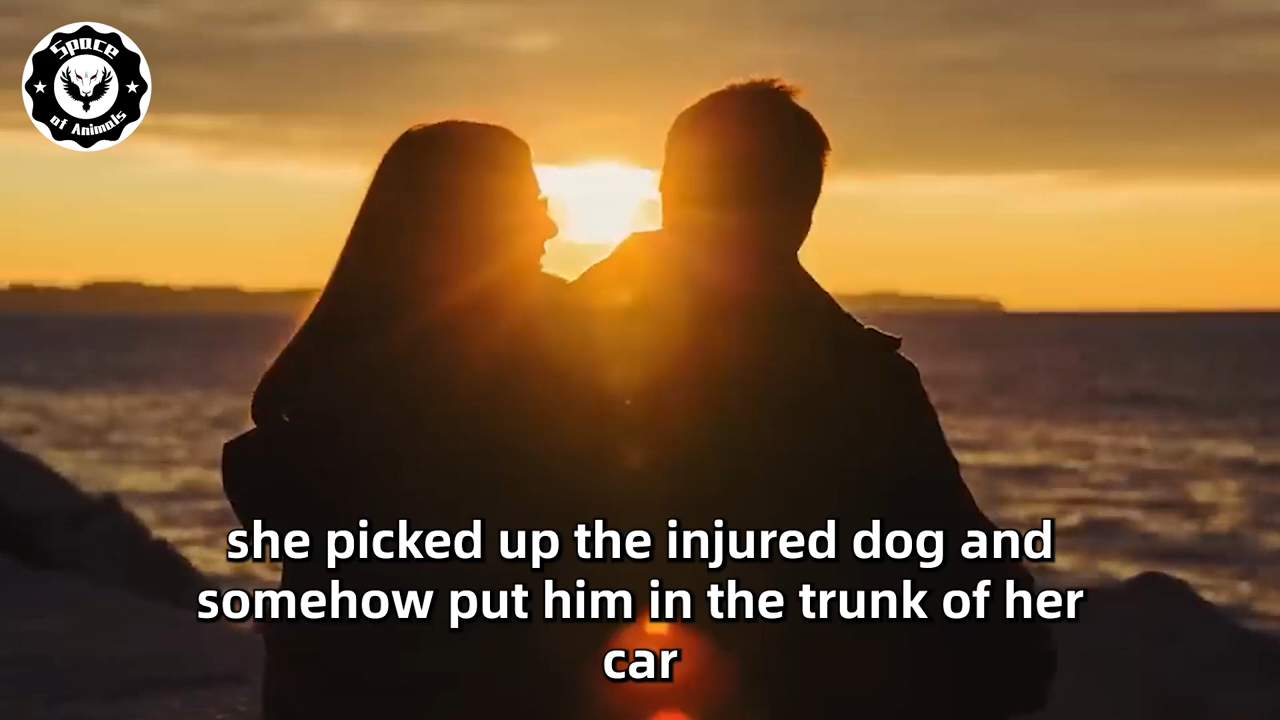 Space
of Animals
she picked up the injured dog and
somehow put him in the trunk of her
car